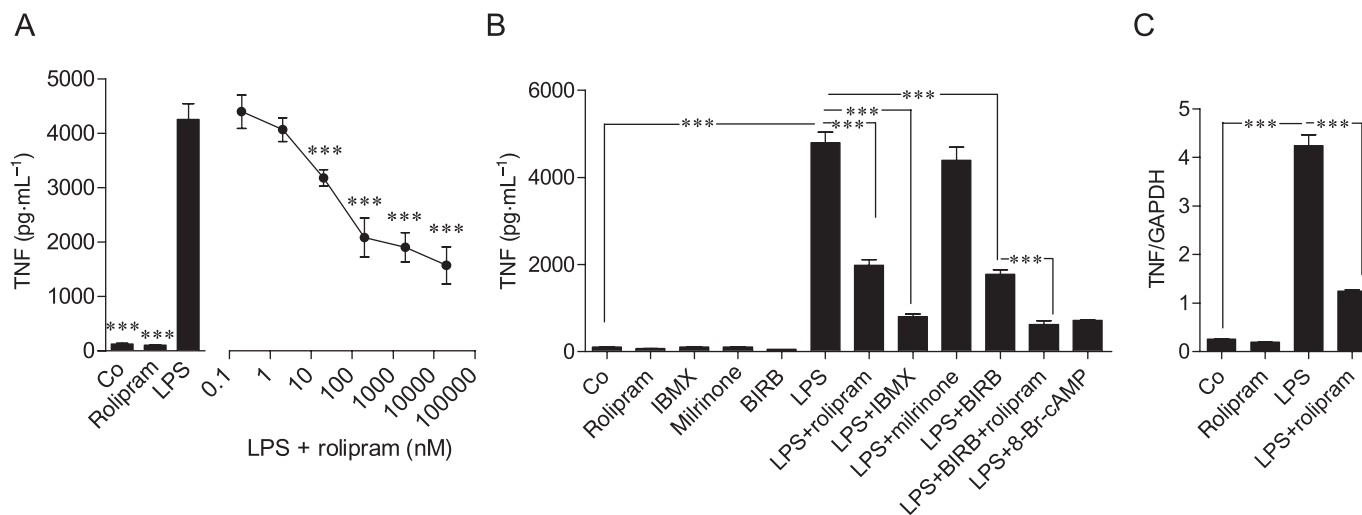 A
B
C
5000
4000
3000
2000
1000
0
TNF (pg·mL⁻¹)
***
***
***
***
***
***
Co
Rolipram
LPS
0.1
1
10
100
1000
10000
100000
LPS + rolipram (nM)
6000
4000
2000
0
TNF (pg·mL⁻¹)
***
***
***
***
***
Co
Rolipram
IBMX
Milrinone
BIRB
LPS
LPS+rolipram
LPS+IBMX
LPS+milrinone
LPS+BIRB
LPS+BIRB+rolipram
LPS+8-Br-cAMP
5
4
3
2
1
0
TNF/GAPDH
***
***
Co
Rolipram
LPS
LPS+rolipram